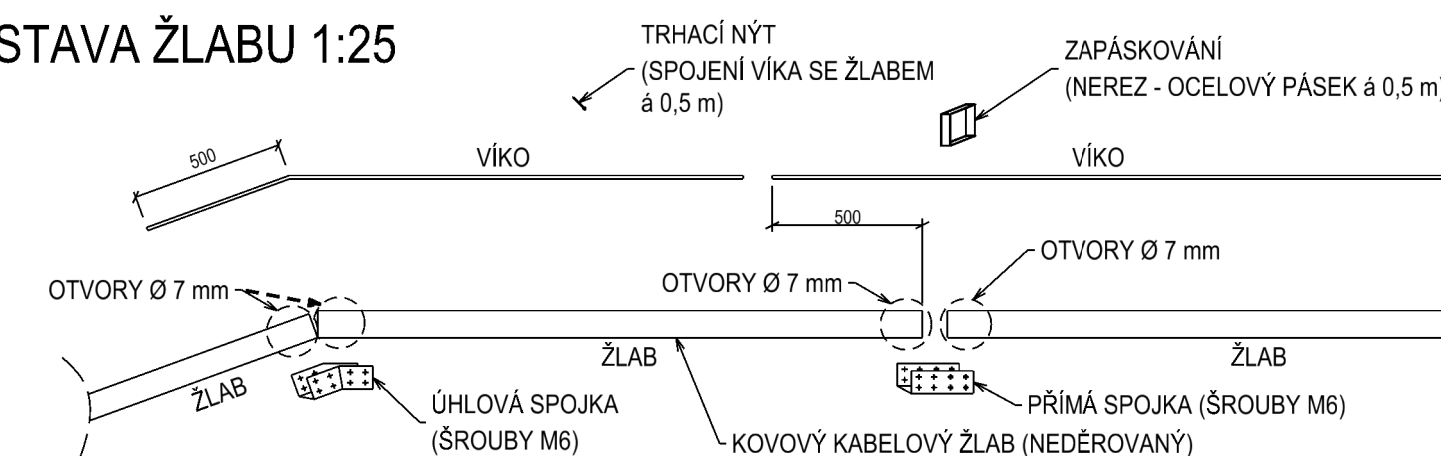 STAVA ŽLABU 1:25
TRHACÍ NÝT
(SPOJENÍ VÍKA SE ŽLABEM
á 0,5 m)
ZAPÁSKOVÁNÍ
(NEREZ - OCELOVÝ PÁSEK á 0,5 m)
500
VÍKO
VÍKO
500
OTVORY Ø 7 mm
OTVORY Ø 7 mm
OTVORY Ø 7 mm
ŽLAB
ŽLAB
ŽLAB
ÚHLOVÁ SPOJKA
(ŠROUBY M6)
PŘÍMÁ SPOJKA (ŠROUBY M6)
KOVOVÝ KABELOVÝ ŽLAB (NEDĚROVANÝ)